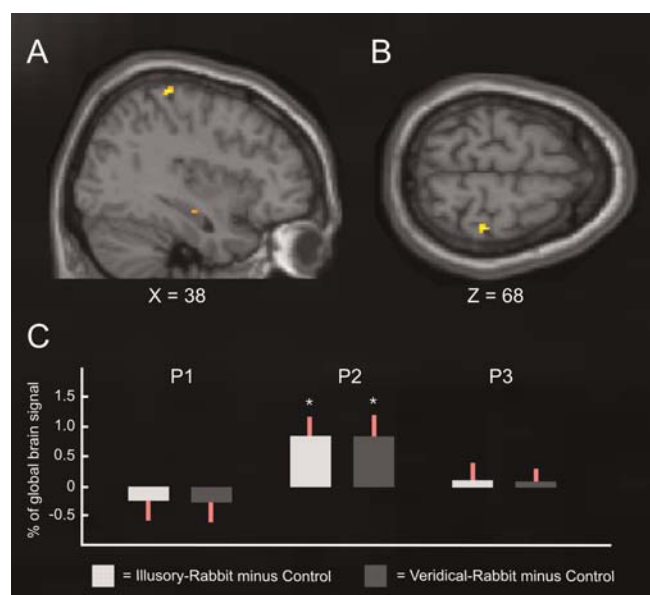 A
B
X = 38
Z = 68
C
P1
P2
P3
% of global brain signal
1.5
1.0
0.5
0
-0.5
*
*
= Illusory-Rabbit minus Control
= Veridical-Rabbit minus Control